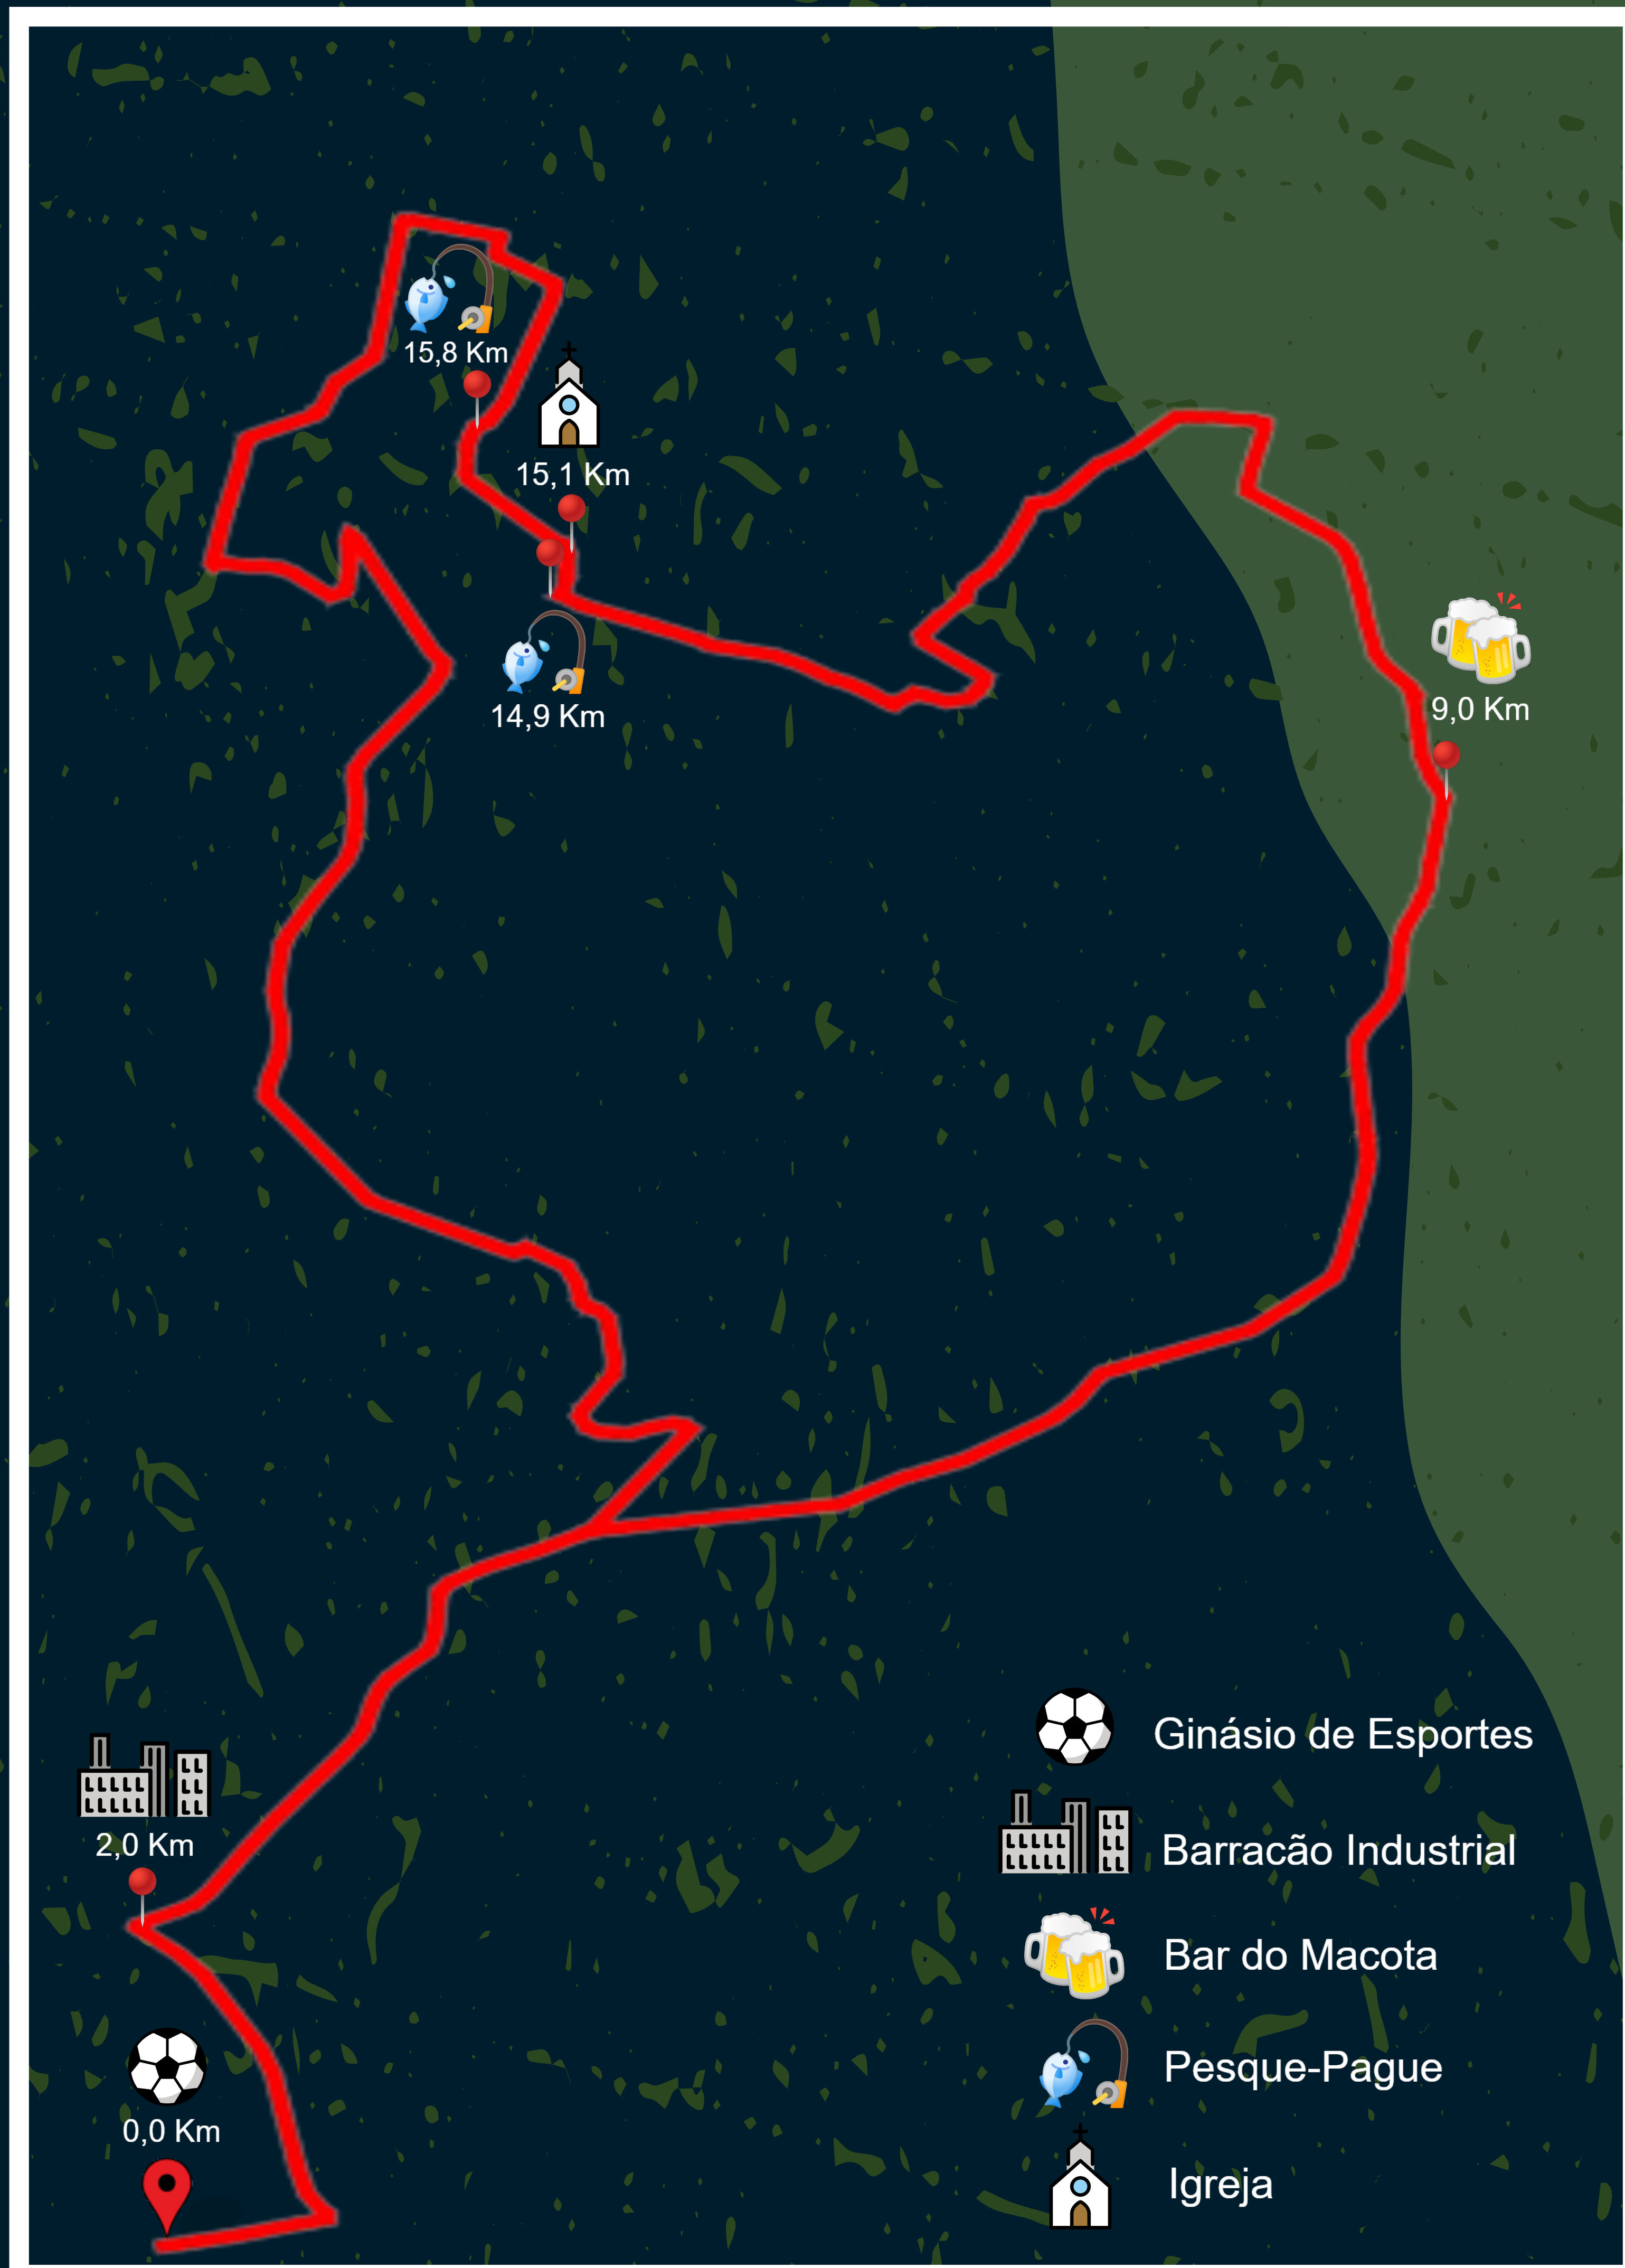 15,8 Km
15,1 Km
14,9 Km
9,0 Km
2,0 Km
0,0 Km
Ginásio de Esportes
Barracão Industrial
Bar do Macota
Pesque-Pague
Igreja